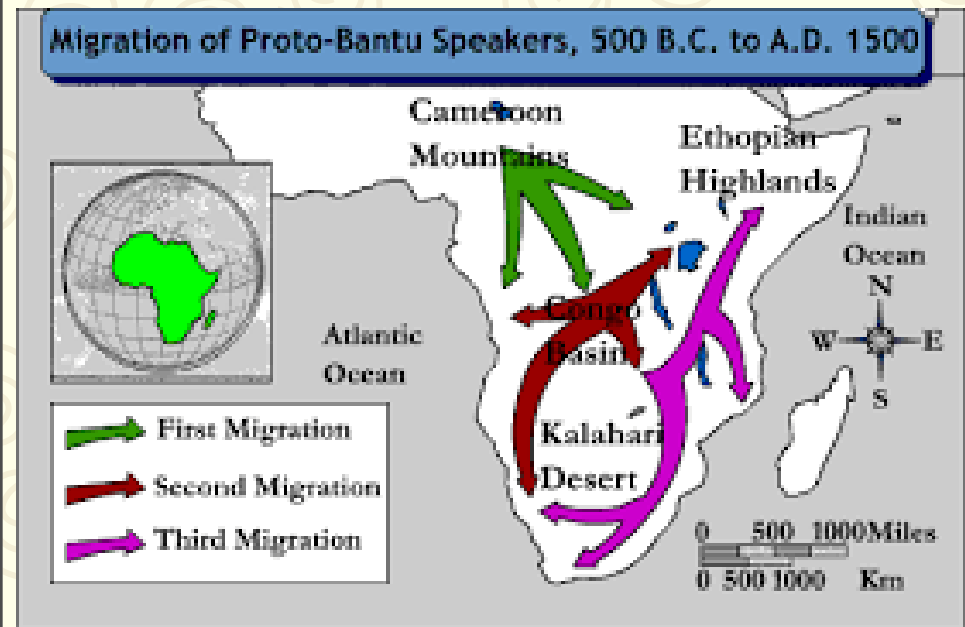 Migration of Proto-Bantu Speakers, 500 B.C. to A.D. 1500
Cameroon
Mountains
Ethopian
Highlands
Indian
Ocean
N
W
E
S
Congo
Basin
Atlantic
Ocean
Kalahari
Desert
First Migration
Second Migration
Third Migration
0 500 1000Miles
0 500 1000 Km